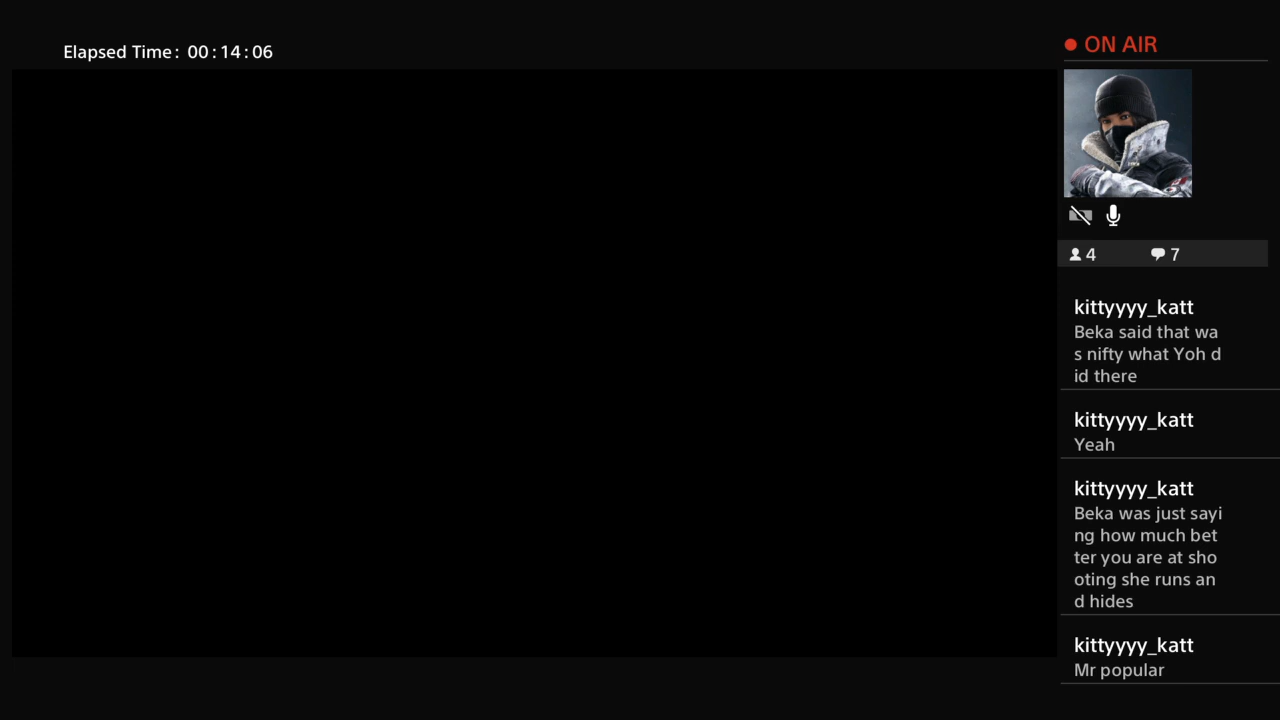 Elapsed Time: 00:14:06
ON AIR
4 7
kittyyyy_katt
Beka said that wa
s nifty what Yoh d
id there
kittyyyy_katt
Yeah
kittyyyy_katt
Beka was just sayi
ng how much bet
ter you are at sho
oting she runs an
d hides
kittyyyy_katt
Mr popular